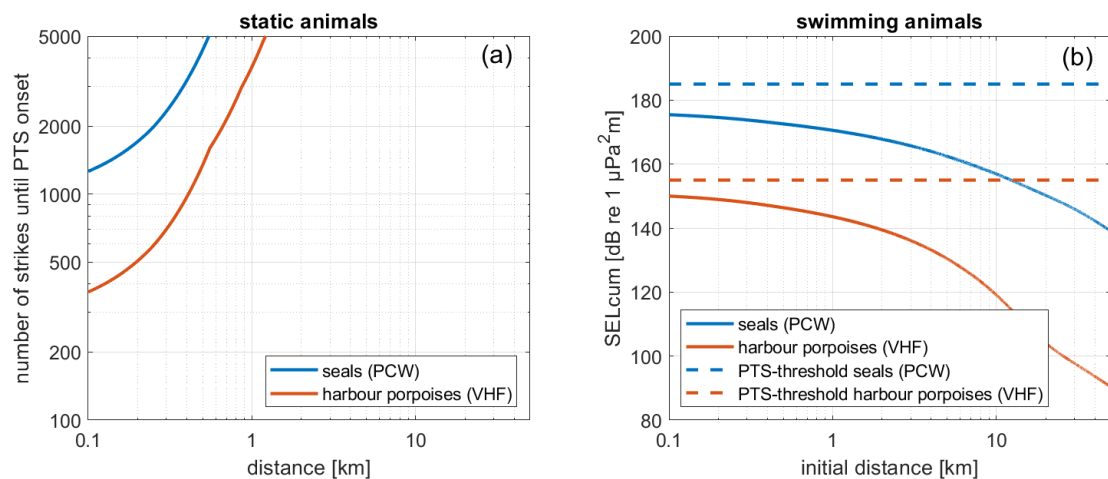 static animals
(a)
number of strikes until PTS onset
5000
2000
1000
500
200
100
0.1
1
10
distance [km]
seals (PCW)
harbour porpoises (VHF)
swimming animals
(b)
SELcum [dB re 1 µPa²m]
200
180
160
140
120
100
80
0.1
1
10
initial distance [km]
seals (PCW)
harbour porpoises (VHF)
PTS-threshold seals (PCW)
PTS-threshold harbour porpoises (VHF)